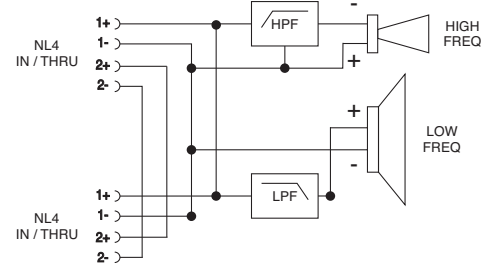 NL4
IN / THRU
1+
1-
2+
2-
HPF
-
+
HIGH
FREQ
+
-
LOW
FREQ
NL4
IN / THRU
1+
1-
2+
2-
LPF